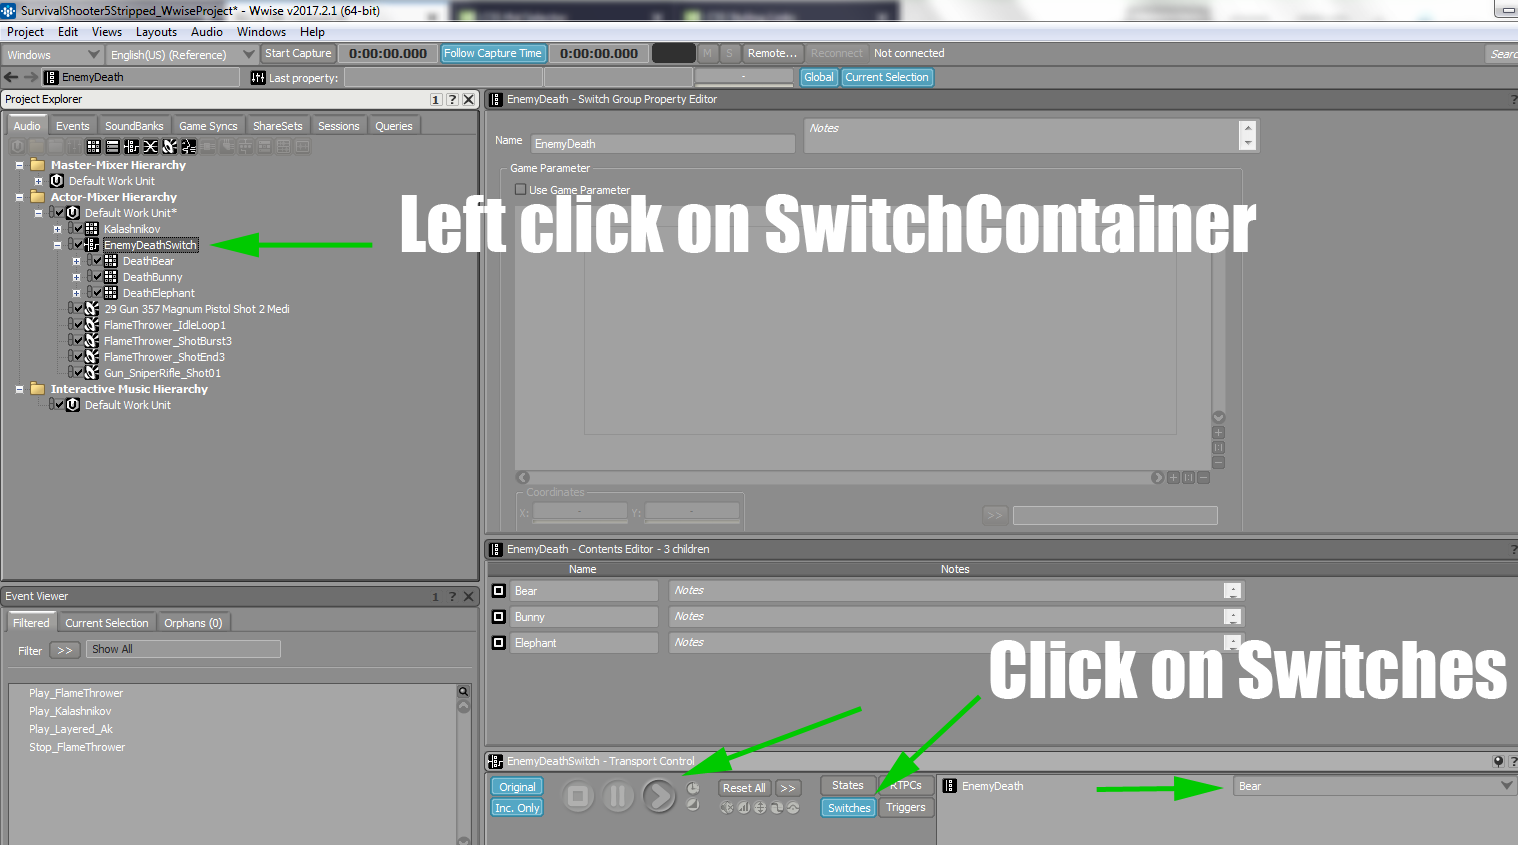 SurvivalShooter5Stripped_WwiseProject* - Wwise v2017.2.1 (64-bit)
Project Edit Views Layouts Audio Windows Help
Windows English(US) (Reference) Start Capture 0:00:00.000 Follow Capture Time 0:00:00.000 M S Remote... Reconnect Not connected
EnemyDeath Last property: - Global Current Selection
Project Explorer 1 ?
Audio Events SoundBanks Game Syncs ShareSets Sessions Queries
Master-Mixer Hierarchy
Default Work Unit
Actor-Mixer Hierarchy
Default Work Unit*
Kalashnikov
EnemyDeathSwitch
DeathBear
DeathBunny
DeathElephant
29 Gun 357 Magnum Pistol Shot 2 Medi
FlameThrower_IdleLoop1
FlameThrower_ShotBurst3
FlameThrower_ShotEnd3
Gun_SniperRifle_Shot01
Interactive Music Hierarchy
Default Work Unit
EnemyDeath - Switch Group Property Editor ?
Name EnemyDeath
Notes
Game Parameter
Use Game Parameter
Left click on SwitchContainer
Coordinates
X: - Y: - >>
EnemyDeath - Contents Editor - 3 children ?
Name Notes
Bear Notes
Bunny Notes
Elephant Notes
Click on Switches
Event Viewer 1 ?
Filtered Current Selection Orphans (0)
Filter >> Show All
Play_FlameThrower
Play_Kalashnikov
Play_Layered_Ak
Stop_FlameThrower
EnemyDeathSwitch - Transport Control ?
Original Reset All >> States RTPCs EnemyDeath Bear
Inc. Only Switches Triggers